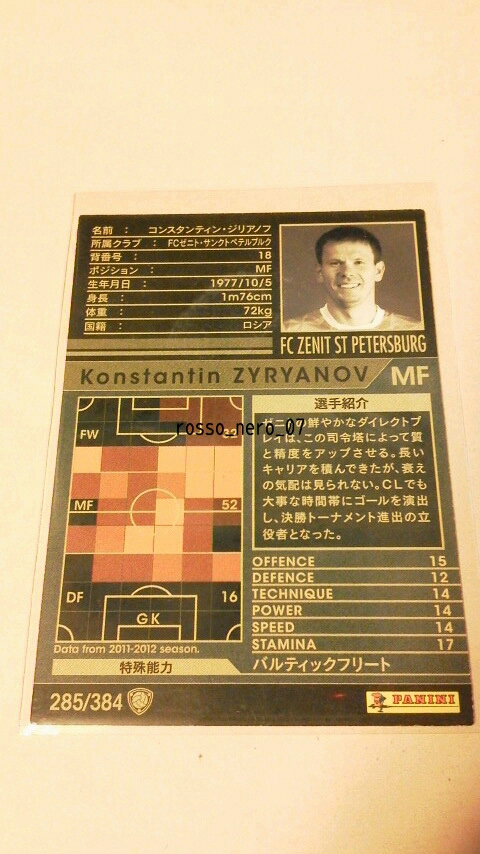 名前 : コンスタンティン・ジリアノフ
所属クラブ : FCゼニト・サンクトペテルブルク
背番号 : 18
ポジション : MF
生年月日 : 1977/10/5
身長 : 1m76cm
体重 : 72kg
国籍 : ロシア
FC ZENIT ST PETERSBURG
Konstantin ZYRYANOV MF
選手紹介
の鮮やかなダイレクトプ
レイは、この司令塔によって質
と精度をアップさせる。長い
キャリアを積んできたが、衰え
の気配は見られない。CLでも
大事な時間帯にゴールを演出
し、決勝トーナメント進出の立
役者となった。
rosso_nero_07
FW 32
MF 52
DF 16
GK
Data from 2011-2012 season.
OFFENCE 15
DEFENCE 12
TECHNIQUE 14
POWER 14
SPEED 14
STAMINA 17
特殊能力 バルティックフリート
285/384
PANINI